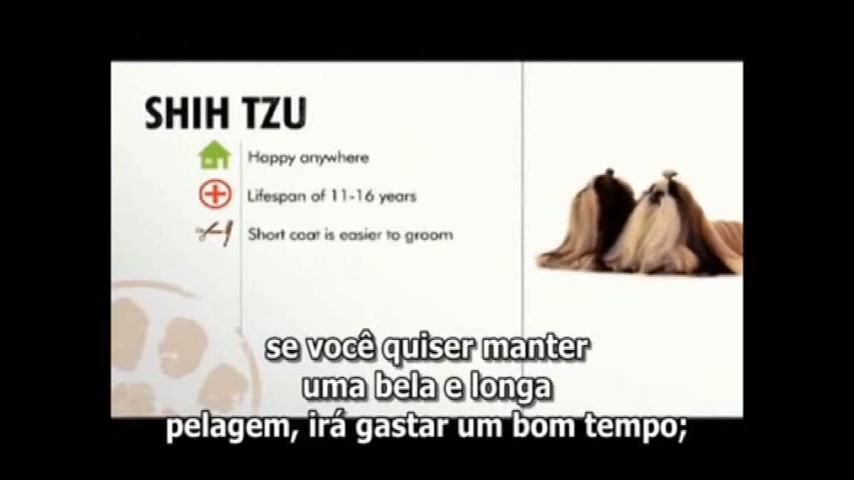 SHIH TZU
Happy anywhere
Lifespan of 11-16 years
Short coat is easier to groom
se você quiser manter
uma bela e longa
pelagem, irá gastar um bom tempo;